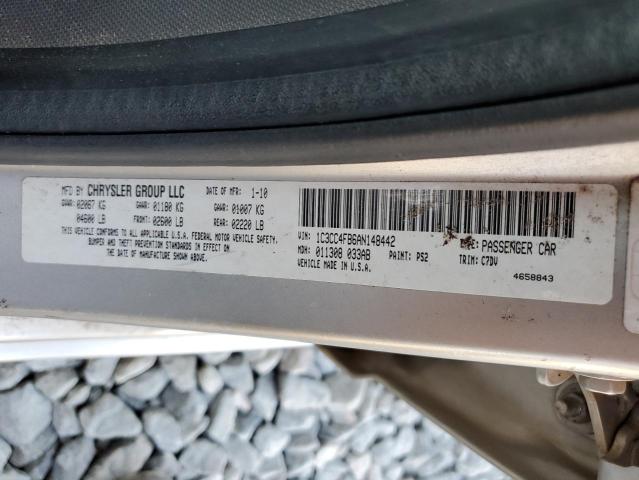 MFD BY CHRYSLER GROUP LLC DATE OF MFR: 1-10
GVWR: 02087 KG GAWR: 01180 KG GAWR: 01007 KG
04600 LB FRONT: 02600 LB REAR: 02220 LB
THIS VEHICLE CONFORMS TO ALL APPLICABLE U.S.A. FEDERAL MOTOR VEHICLE SAFETY,
BUMPER AND THEFT PREVENTION STANDARDS IN EFFECT ON THE DATE OF
MANUFACTURE SHOWN ABOVE.
VIN: 1C3CC4FB6AN148442 PASSENGER CAR
MDH: 011308 033AB PAINT: PS2 TRIM: C7DV
VEHICLE MADE IN U.S.A. 4658843